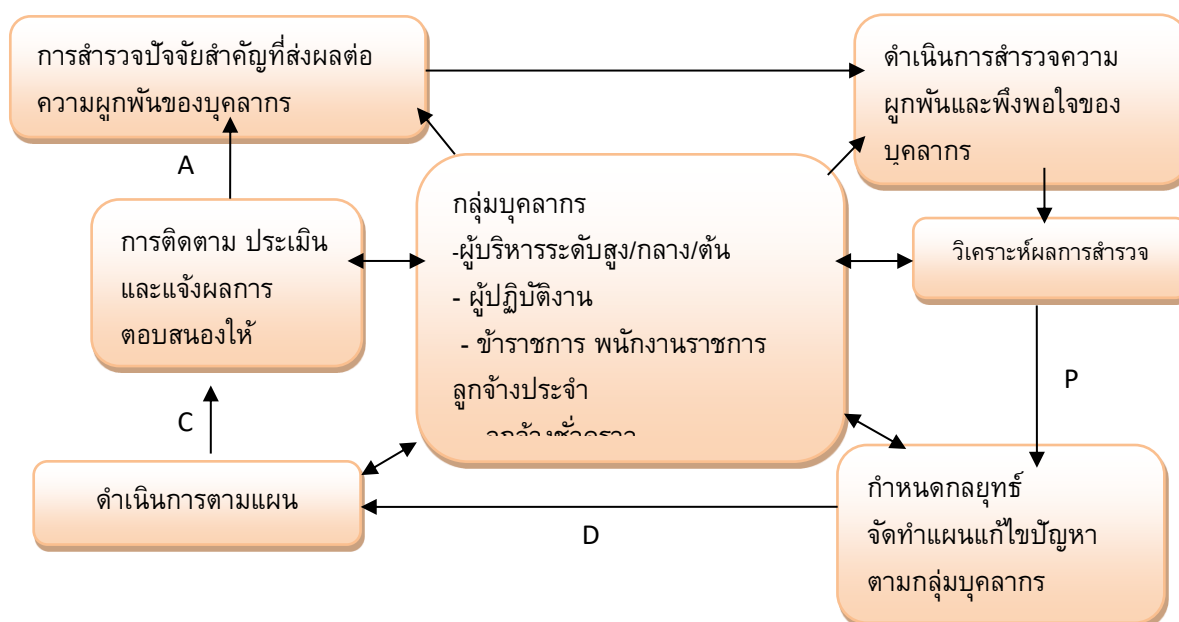 การสำรวจปัจจัยสำคัญที่ส่งผลต่อ
ความผูกพันของบุคลากร
ดำเนินการสำรวจความ
ผูกพันและพึงพอใจของ
บุคลากร
A
กลุ่มบุคลากร
-ผู้บริหารระดับสูง/กลาง/ต้น
- ผู้ปฏิบัติงาน
- ข้าราชการ พนักงานราชการ
ลูกจ้างประจำ
การติดตาม ประเมิน
และแจ้งผลการ
ตอบสนองให้
วิเคราะห์ผลการสำรวจ
P
C
ดำเนินการตามแผน
D
กำหนดกลยุทธ์
จัดทำแผนแก้ไขปัญหา
ตามกลุ่มบุคลากร